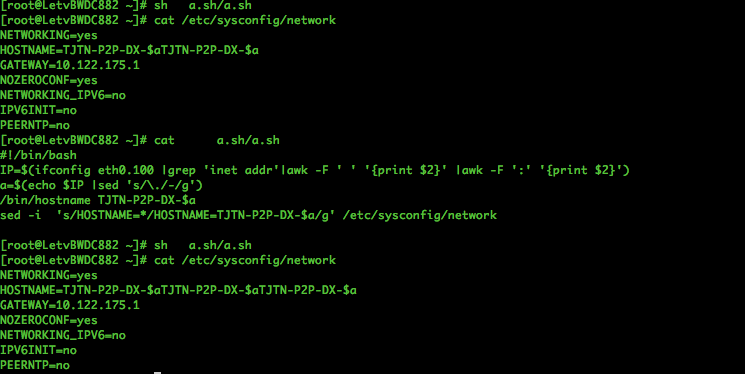 [root@LetvBWDC882 ~]# sh   a.sh/a.sh
[root@LetvBWDC882 ~]# cat /etc/sysconfig/network
NETWORKING=yes
HOSTNAME=TJTN-P2P-DX-$aTJTN-P2P-DX-$a
GATEWAY=10.122.175.1
NOZEROCONF=yes
NETWORKING_IPV6=no
IPV6INIT=no
PEERNTP=no
[root@LetvBWDC882 ~]# cat      a.sh/a.sh
#!/bin/bash
IP=$(ifconfig eth0.100 |grep 'inet addr'|awk -F ' ' '{print $2}' |awk -F ':' '{print $2}')
a=$(echo $IP |sed 's/\./-/g')
/bin/hostname TJTN-P2P-DX-$a
sed -i  's/HOSTNAME=*/HOSTNAME=TJTN-P2P-DX-$a/g' /etc/sysconfig/network
[root@LetvBWDC882 ~]# sh   a.sh/a.sh
[root@LetvBWDC882 ~]# cat /etc/sysconfig/network
NETWORKING=yes
HOSTNAME=TJTN-P2P-DX-$aTJTN-P2P-DX-$aTJTN-P2P-DX-$a
GATEWAY=10.122.175.1
NOZEROCONF=yes
NETWORKING_IPV6=no
IPV6INIT=no
PEERNTP=no